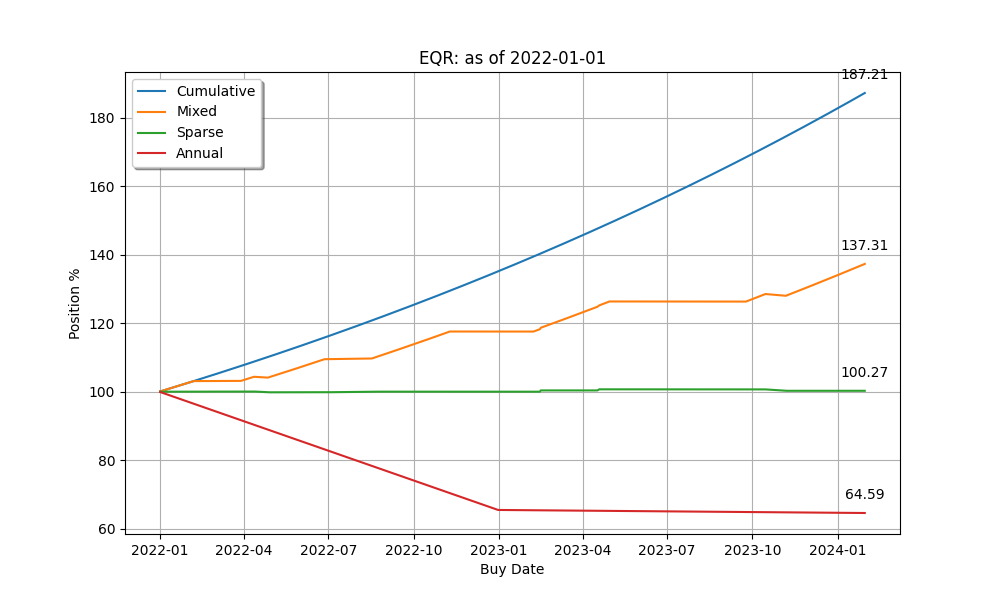 EQR: as of 2022-01-01
187.21
Cumulative
Mixed
Sparse
Annual
180
160
140
120
100
80
60
137.31
100.27
64.59
Position %
2022-01 2022-04 2022-07 2022-10 2023-01 2023-04 2023-07 2023-10 2024-01
Buy Date